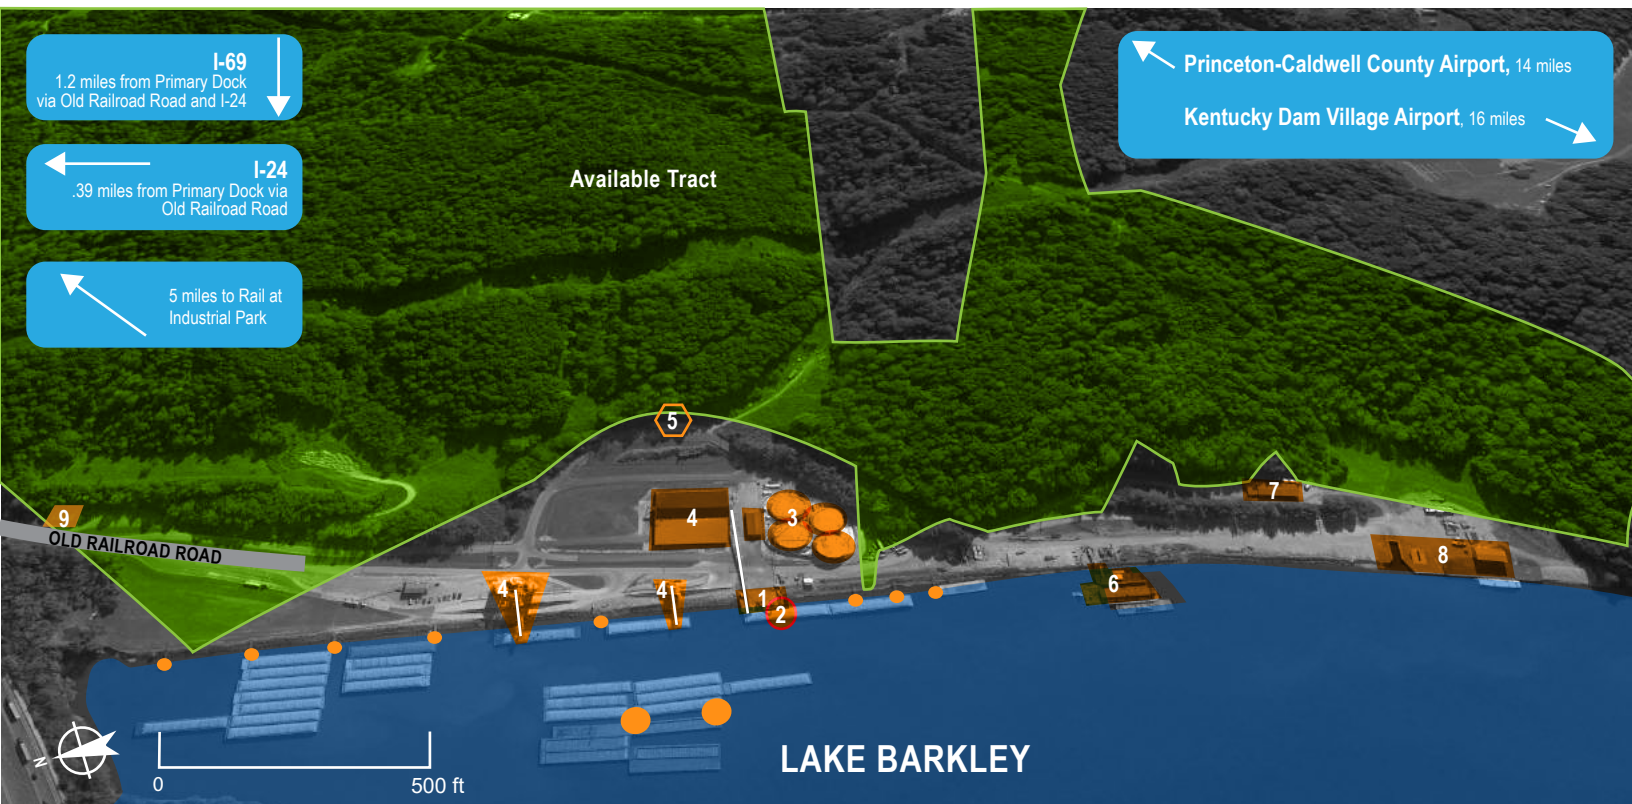 I-69
1.2 miles from Primary Dock
via Old Railroad Road and I-24
I-24
.39 miles from Primary Dock via
Old Railroad Road
5 miles to Rail at
Industrial Park
Princeton-Caldwell County Airport, 14 miles
Kentucky Dam Village Airport, 16 miles
Available Tract
5
7
9
4
3
OLD RAILROAD ROAD
8
4
4
1
2
6
N
0
500 ft
LAKE BARKLEY